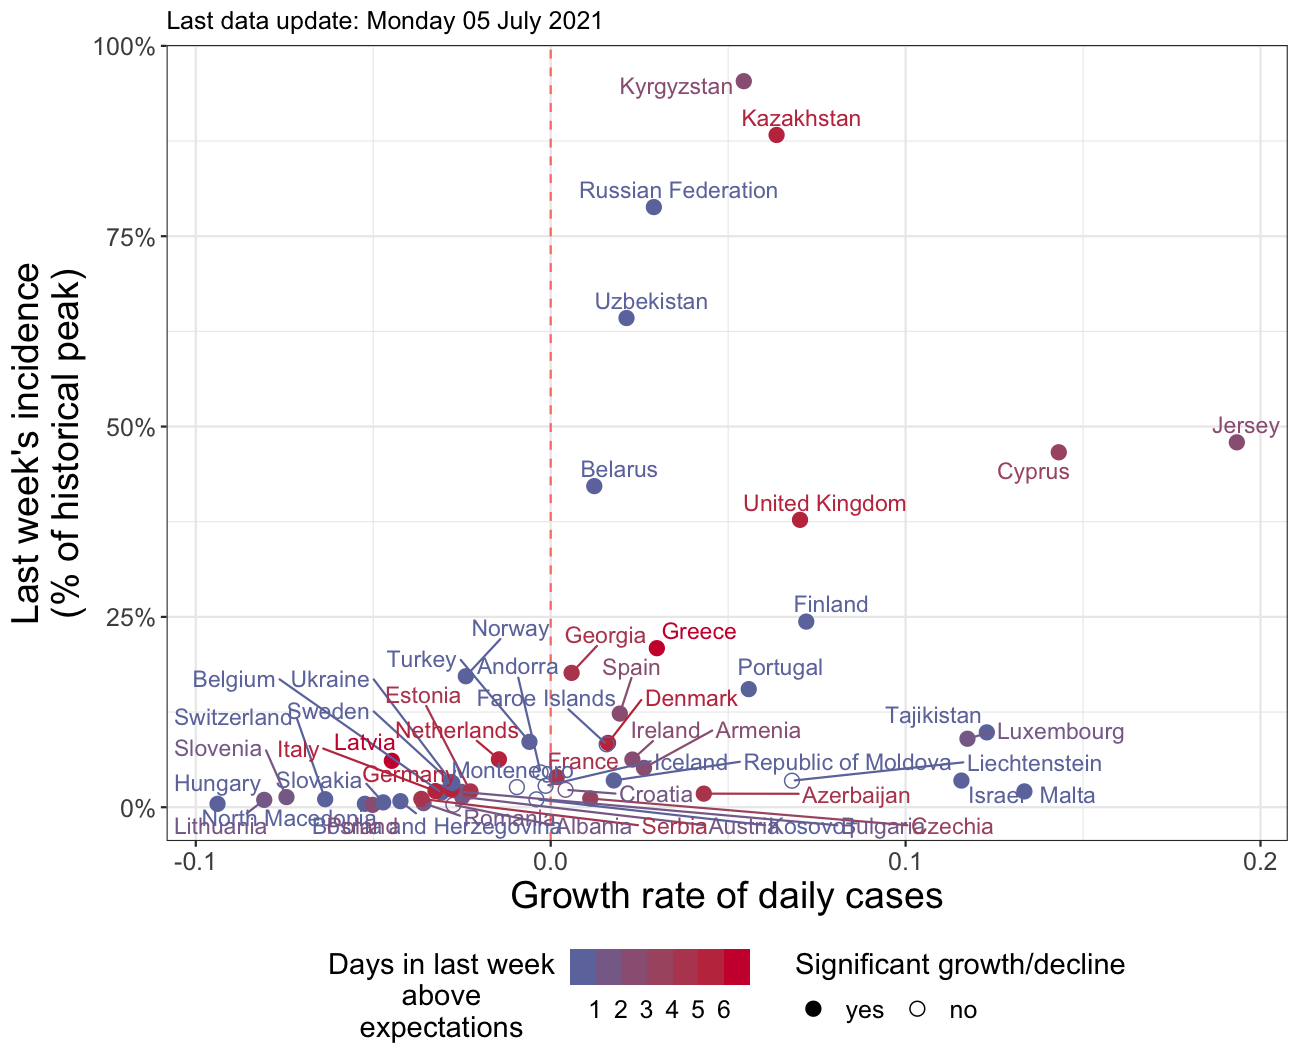 Last data update: Monday 05 July 2021
100%
75%
50%
25%
0%
Last week's incidence
(% of historical peak)
Kyrgyzstan
Kazakhstan
Russian Federation
Uzbekistan
Jersey
Cyprus
Belarus
United Kingdom
Finland
Norway
Georgia
Greece
Turkey
Andorra
Spain
Portugal
Belgium
Ukraine
Estonia
Faroe Islands
Denmark
Switzerland
Sweden
Tajikistan
Netherlands
Ireland
Armenia
Luxembourg
Slovenia
Italy
Latvia
France
Iceland
Republic of Moldova
Liechtenstein
Hungary
Slovakia
Germany
Montenegro
Croatia
Azerbaijan
Israel
Malta
North Macedonia
Romania
Lithuania
Bosnia and Herzegovina
Poland
Albania
Serbia
Austria
Kosovo
Bulgaria
Czechia
-0.1
0.0
0.1
0.2
Growth rate of daily cases
Days in last week
above
expectations
1 2 3 4 5 6
Significant growth/decline
yes
no